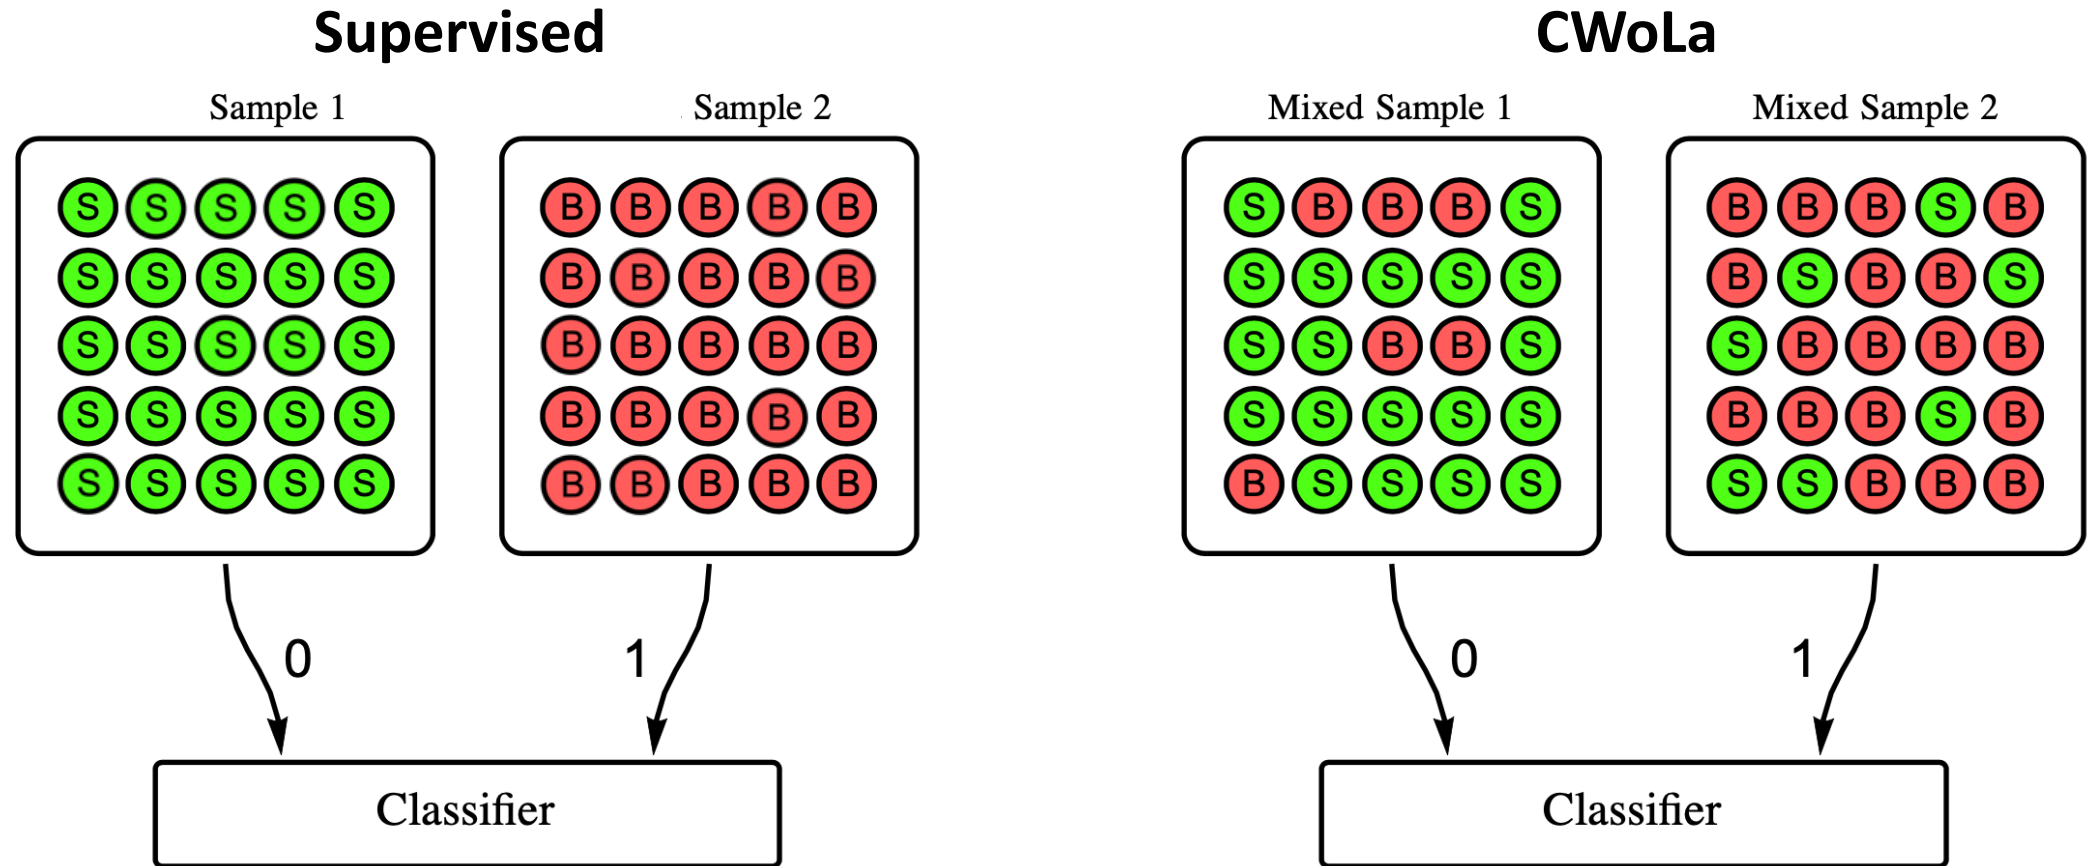 Supervised
Sample 1
S S S S S
S S S S S
S S S S S
S S S S S
S S S S S
0
Sample 2
B B B B B
B B B B B
B B B B B
B B B B B
B B B B B
1
Classifier
CWoLa
Mixed Sample 1
S B B B S
S S S S S
S S B B S
S S S S S
B S S S S
0
Mixed Sample 2
B B B S B
B S B B S
S B B B B
B B B S B
S S B B B
1
Classifier